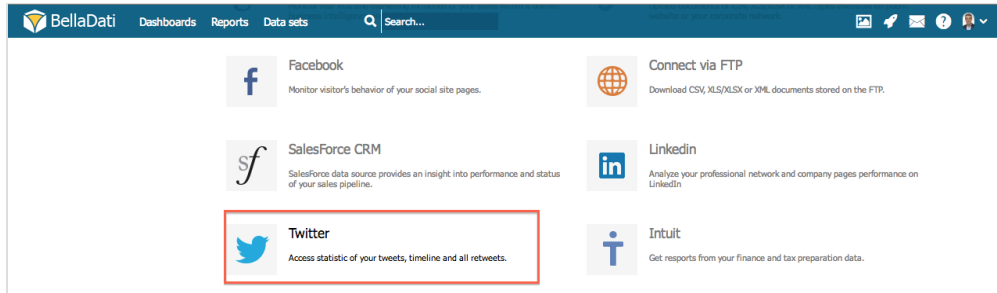 BellaDati Dashboards Reports Data sets Search...
Facebook
Monitor visitor's behavior of your social site pages.
Connect via FTP
Download CSV, XLS/XLSX or XML documents stored on the FTP.
SalesForce CRM
SalesForce data source provides an insight into performance and status
of your sales pipeline.
Linkedin
Analyze your professional network and company pages performance on
LinkedIn
Twitter
Access statistic of your tweets, timeline and all retweets.
Intuit
Get resports from your finance and tax preparation data.